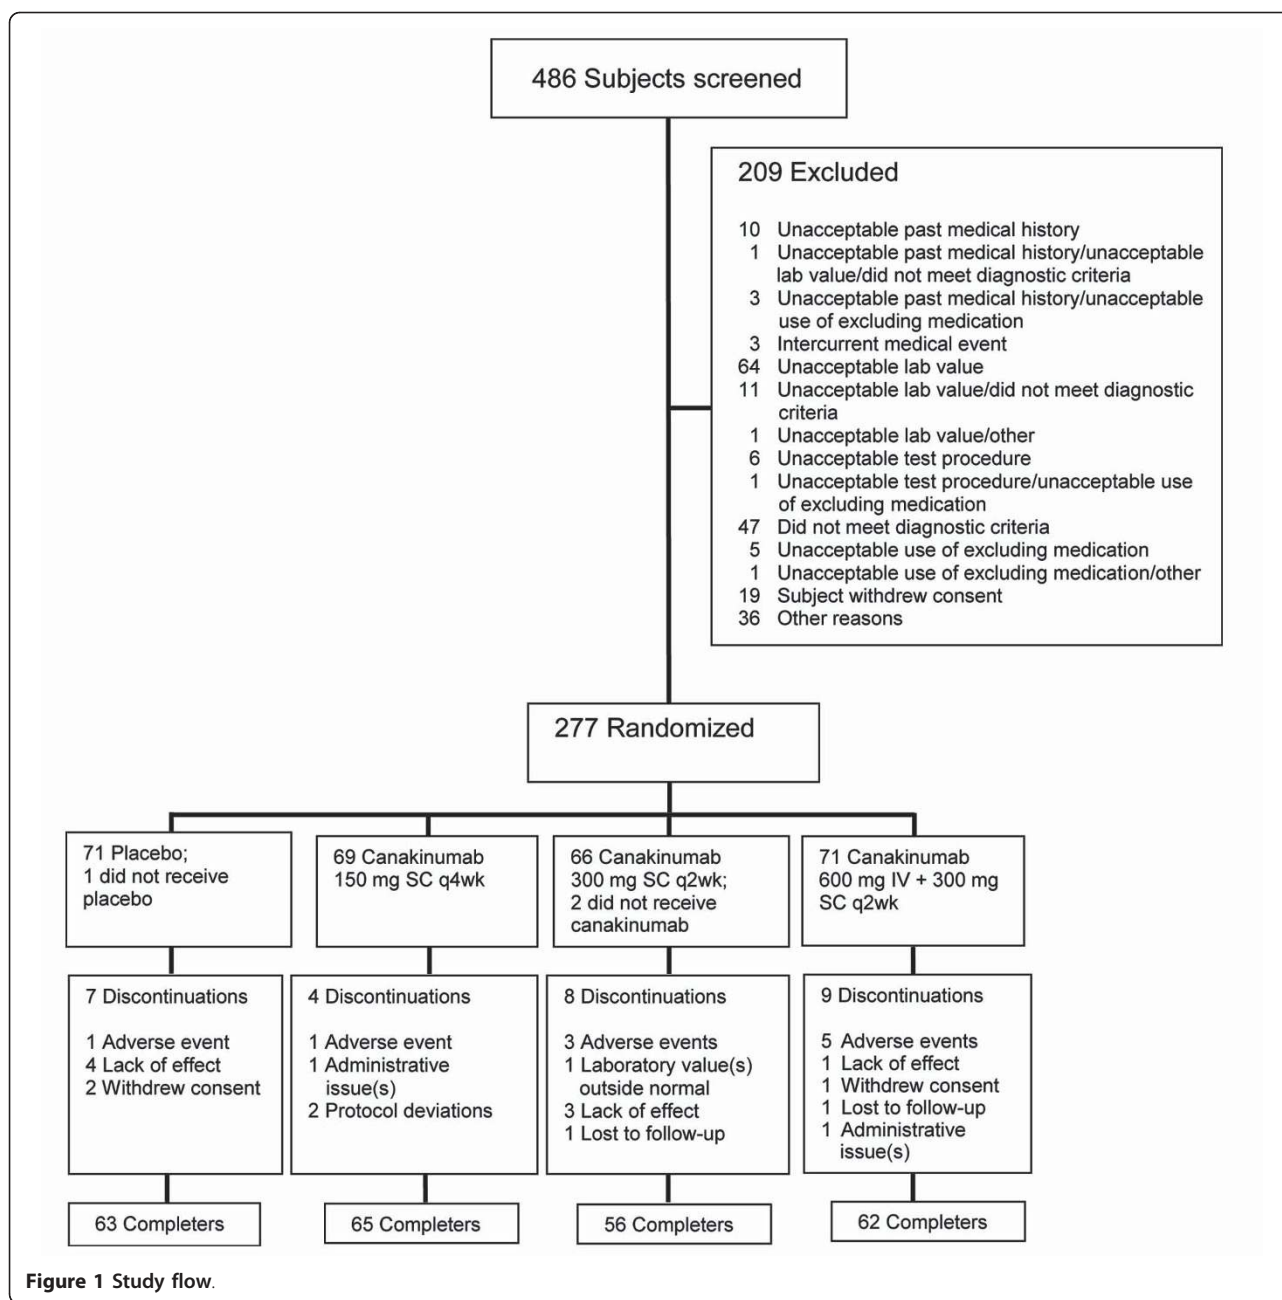 486 Subjects screened
209 Excluded
10 Unacceptable past medical history
1 Unacceptable past medical history/unacceptable
lab value/did not meet diagnostic criteria
3 Unacceptable past medical history/unacceptable
use of excluding medication
3 Intercurrent medical event
64 Unacceptable lab value
11 Unacceptable lab value/did not meet diagnostic
criteria
1 Unacceptable lab value/other
6 Unacceptable test procedure
1 Unacceptable test procedure/unacceptable use
of excluding medication
47 Did not meet diagnostic criteria
5 Unacceptable use of excluding medication
1 Unacceptable use of excluding medication/other
19 Subject withdrew consent
36 Other reasons
277 Randomized
71 Placebo;
1 did not receive
placebo
69 Canakinumab
150 mg SC q4wk
66 Canakinumab
300 mg SC q2wk;
2 did not receive
canakinumab
71 Canakinumab
600 mg IV + 300 mg
SC q2wk
7 Discontinuations
1 Adverse event
4 Lack of effect
2 Withdrew consent
4 Discontinuations
1 Adverse event
1 Administrative
issue(s)
2 Protocol deviations
8 Discontinuations
3 Adverse events
1 Laboratory value(s)
outside normal
3 Lack of effect
1 Lost to follow-up
9 Discontinuations
5 Adverse events
1 Lack of effect
1 Withdrew consent
1 Lost to follow-up
1 Administrative
issue(s)
63 Completers
65 Completers
56 Completers
62 Completers
Figure 1 Study flow.